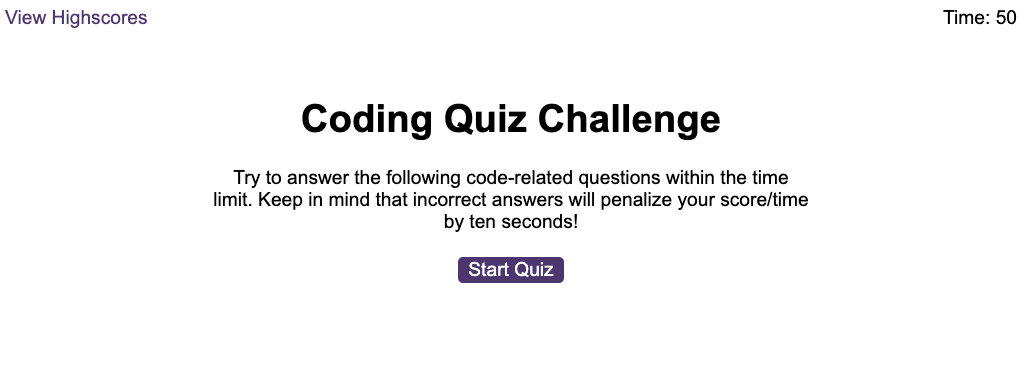 View Highscores
Time: 50
Coding Quiz Challenge
Try to answer the following code-related questions within the time
limit. Keep in mind that incorrect answers will penalize your score/time
by ten seconds!
Start Quiz